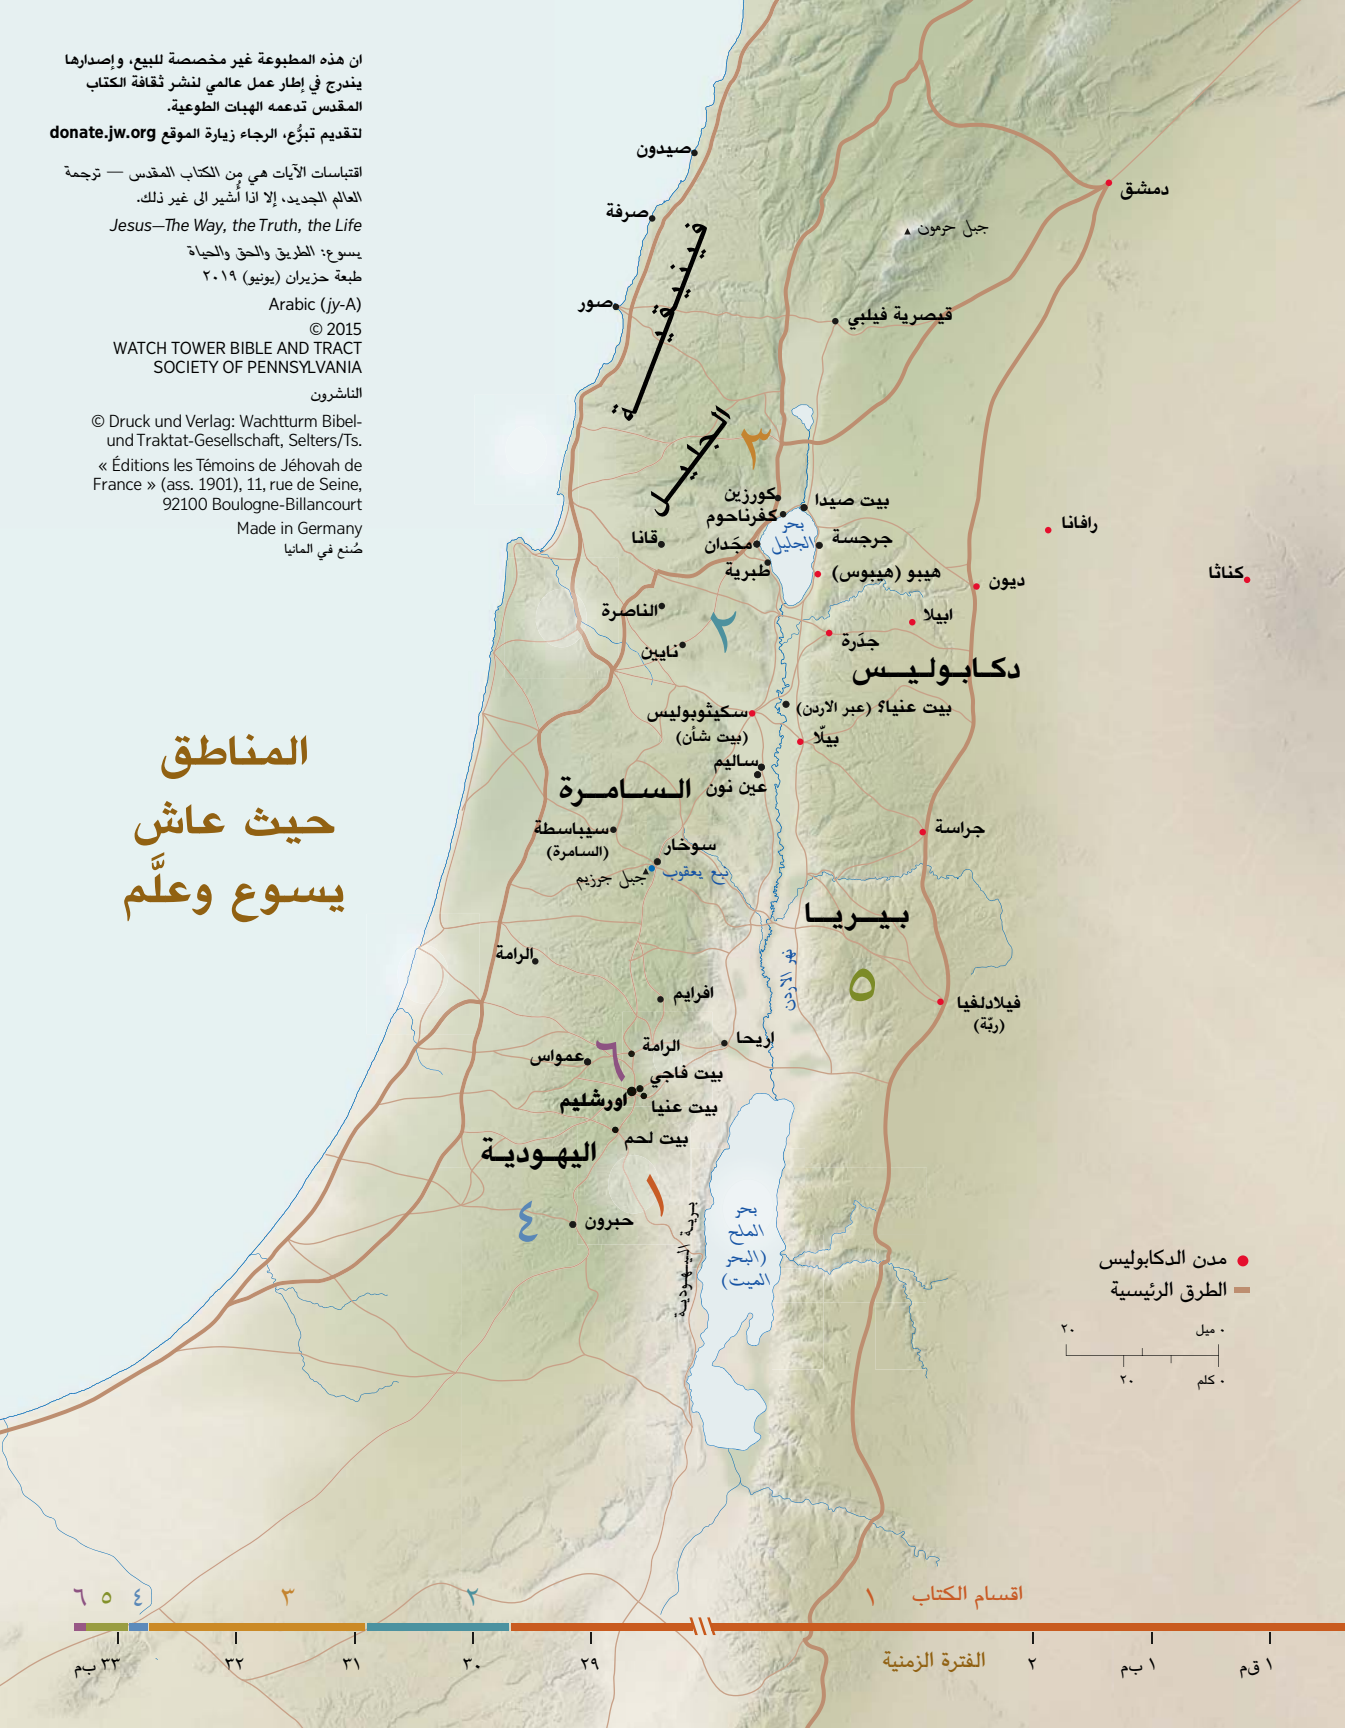 ان هذه المطبوعة غير مخصصة للبيع، وإصدارها
يندرج في إطار عمل عالمي لنشر ثقافة الكتاب
المقدس تدعمه الهبات الطوعية.
لتقديم تبرُّع، الرجاء زيارة الموقع donate.jw.org
اقتباسات الآيات هي من الكتاب المقدس — ترجمة
العالم الجديد، إلا اذا أُشير الى غير ذلك.
Jesus—The Way, the Truth, the Life
يسوع: الطريق والحق والحياة
طبعة حزيران (يونيو) ٢٠١٩
Arabic (jy-A)
© 2015
WATCH TOWER BIBLE AND TRACT
SOCIETY OF PENNSYLVANIA
الناشرون
© Druck und Verlag: Wachtturm Bibel-
und Traktat-Gesellschaft, Selters/Ts.
« Éditions les Témoins de Jéhovah de
France » (ass. 1901), 11, rue de Seine,
92100 Boulogne-Billancourt
Made in Germany
صُنع في المانيا
المناطق
حيث عاش
يسوع وعلَّم
صيدون
دمشق
صرفة
جبل حرمون
فينيقية
صور
قيصرية فيلبي
الجليل
٣
كورزين
بيت صيدا
كفرناحوم
بحر
الجليل
رافانا
قانا
مجَدان
جرجسة
طبرية
هيبو (هيبوس)
ديون
كناثا
الناصرة
٢
ابيلا
نايين
جدَرة
دكابوليس
سكيثوبوليس
(بيت شأن)
بيت عنيا؟ (عبر الاردن)
بيلّا
ساليم
عين نون
السامرة
سيباسطة
(السامرة)
جراسة
سوخار
نبع يعقوب
جبل جرزيم
بيريا
٥
الرامة
نهر الاردن
افرايم
فيلادلفيا
(ربّة)
٦
الرامة
اريحا
عمواس
بيت فاجي
اورشليم
بيت عنيا
بيت لحم
اليهودية
١
٤
حبرون
برية اليهودية
بحر
الملح
(البحر
الميت)
مدن الدكابوليس
الطرق الرئيسية
٠ ميل ٢٠
٠ كلم ٢٠
اقسام الكتاب ١ ٢ ٣ ٤ ٥ ٦
١ ق‌م ١ ب‌م ٢ الفترة الزمنية ٢٩ ٣٠ ٣١ ٣٢ ٣٣ ب‌م